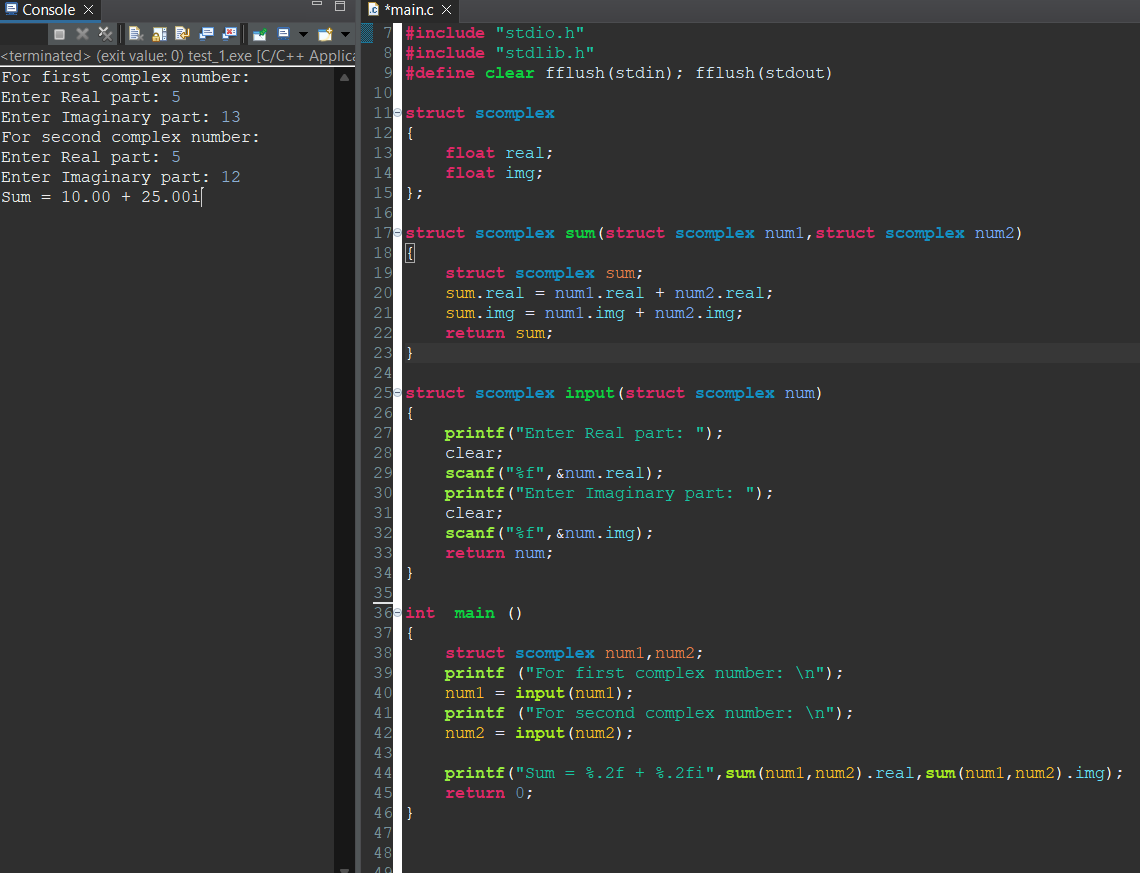 Console
<terminated> (exit value: 0) test_1.exe [C/C++ Applica
For first complex number:
Enter Real part: 5
Enter Imaginary part: 13
For second complex number:
Enter Real part: 5
Enter Imaginary part: 12
Sum = 10.00 + 25.00i
*main.c
7 #include "stdio.h"
8 #include "stdlib.h"
9 #define clear fflush(stdin); fflush(stdout)
10
11 struct scomplex
12 {
13     float real;
14     float img;
15 };
16
17 struct scomplex sum(struct scomplex num1,struct scomplex num2)
18 {
19     struct scomplex sum;
20     sum.real = num1.real + num2.real;
21     sum.img = num1.img + num2.img;
22     return sum;
23 }
24
25 struct scomplex input(struct scomplex num)
26 {
27     printf("Enter Real part: ");
28     clear;
29     scanf("%f",&num.real);
30     printf("Enter Imaginary part: ");
31     clear;
32     scanf("%f",&num.img);
33     return num;
34 }
35
36 int  main ()
37 {
38     struct scomplex num1,num2;
39     printf ("For first complex number: \n");
40     num1 = input(num1);
41     printf ("For second complex number: \n");
42     num2 = input(num2);
43
44     printf("Sum = %.2f + %.2fi",sum(num1,num2).real,sum(num1,num2).img);
45     return 0;
46 }
47
48
49